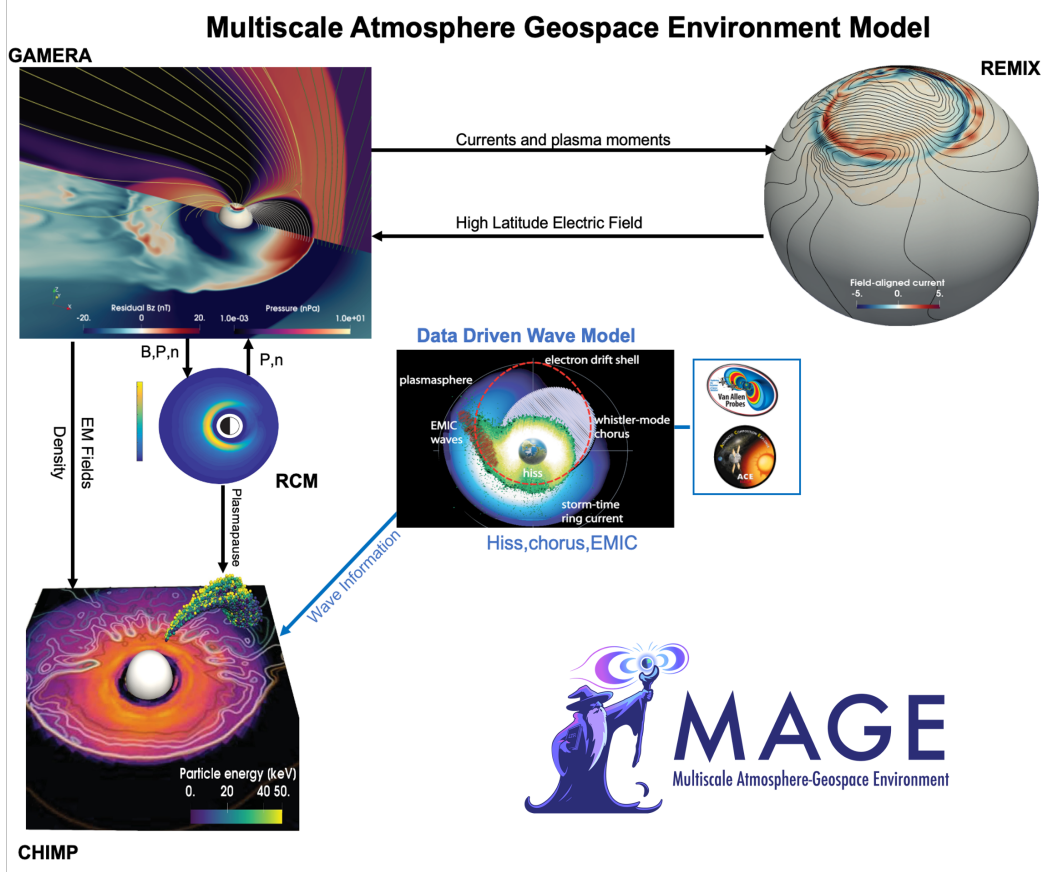 Multiscale Atmosphere Geospace Environment Model
GAMERA
REMIX
Currents and plasma moments
High Latitude Electric Field
Residual Bz (nT)
-20. 0 20.
Pressure (nPa)
1.0e-03 1.0e+01
Field-aligned current
-5. 0. 5.
B,P,n
P,n
EM Fields
Density
RCM
Plasmapause
Data Driven Wave Model
electron drift shell
plasmasphere
EMIC
waves
whistler-mode
chorus
hiss
storm-time
ring current
Hiss,chorus,EMIC
Van Allen
Probes
ACE
Wave Information
Particle energy (keV)
0. 20 40 50.
CHIMP
MAGE
Multiscale Atmosphere-Geospace Environment